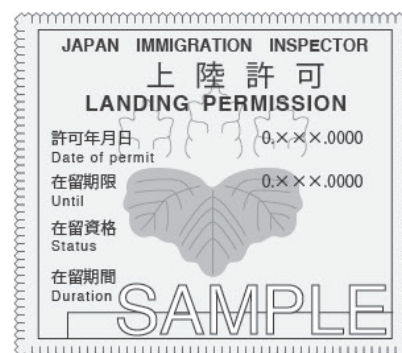 JAPAN IMMIGRATION INSPECTOR
上陸許可
LANDING PERMISSION
許可年月日 0.×××.0000
Date of permit
在留期限 0.×××.0000
Until
在留資格
Status
在留期間
Duration
SAMPLE